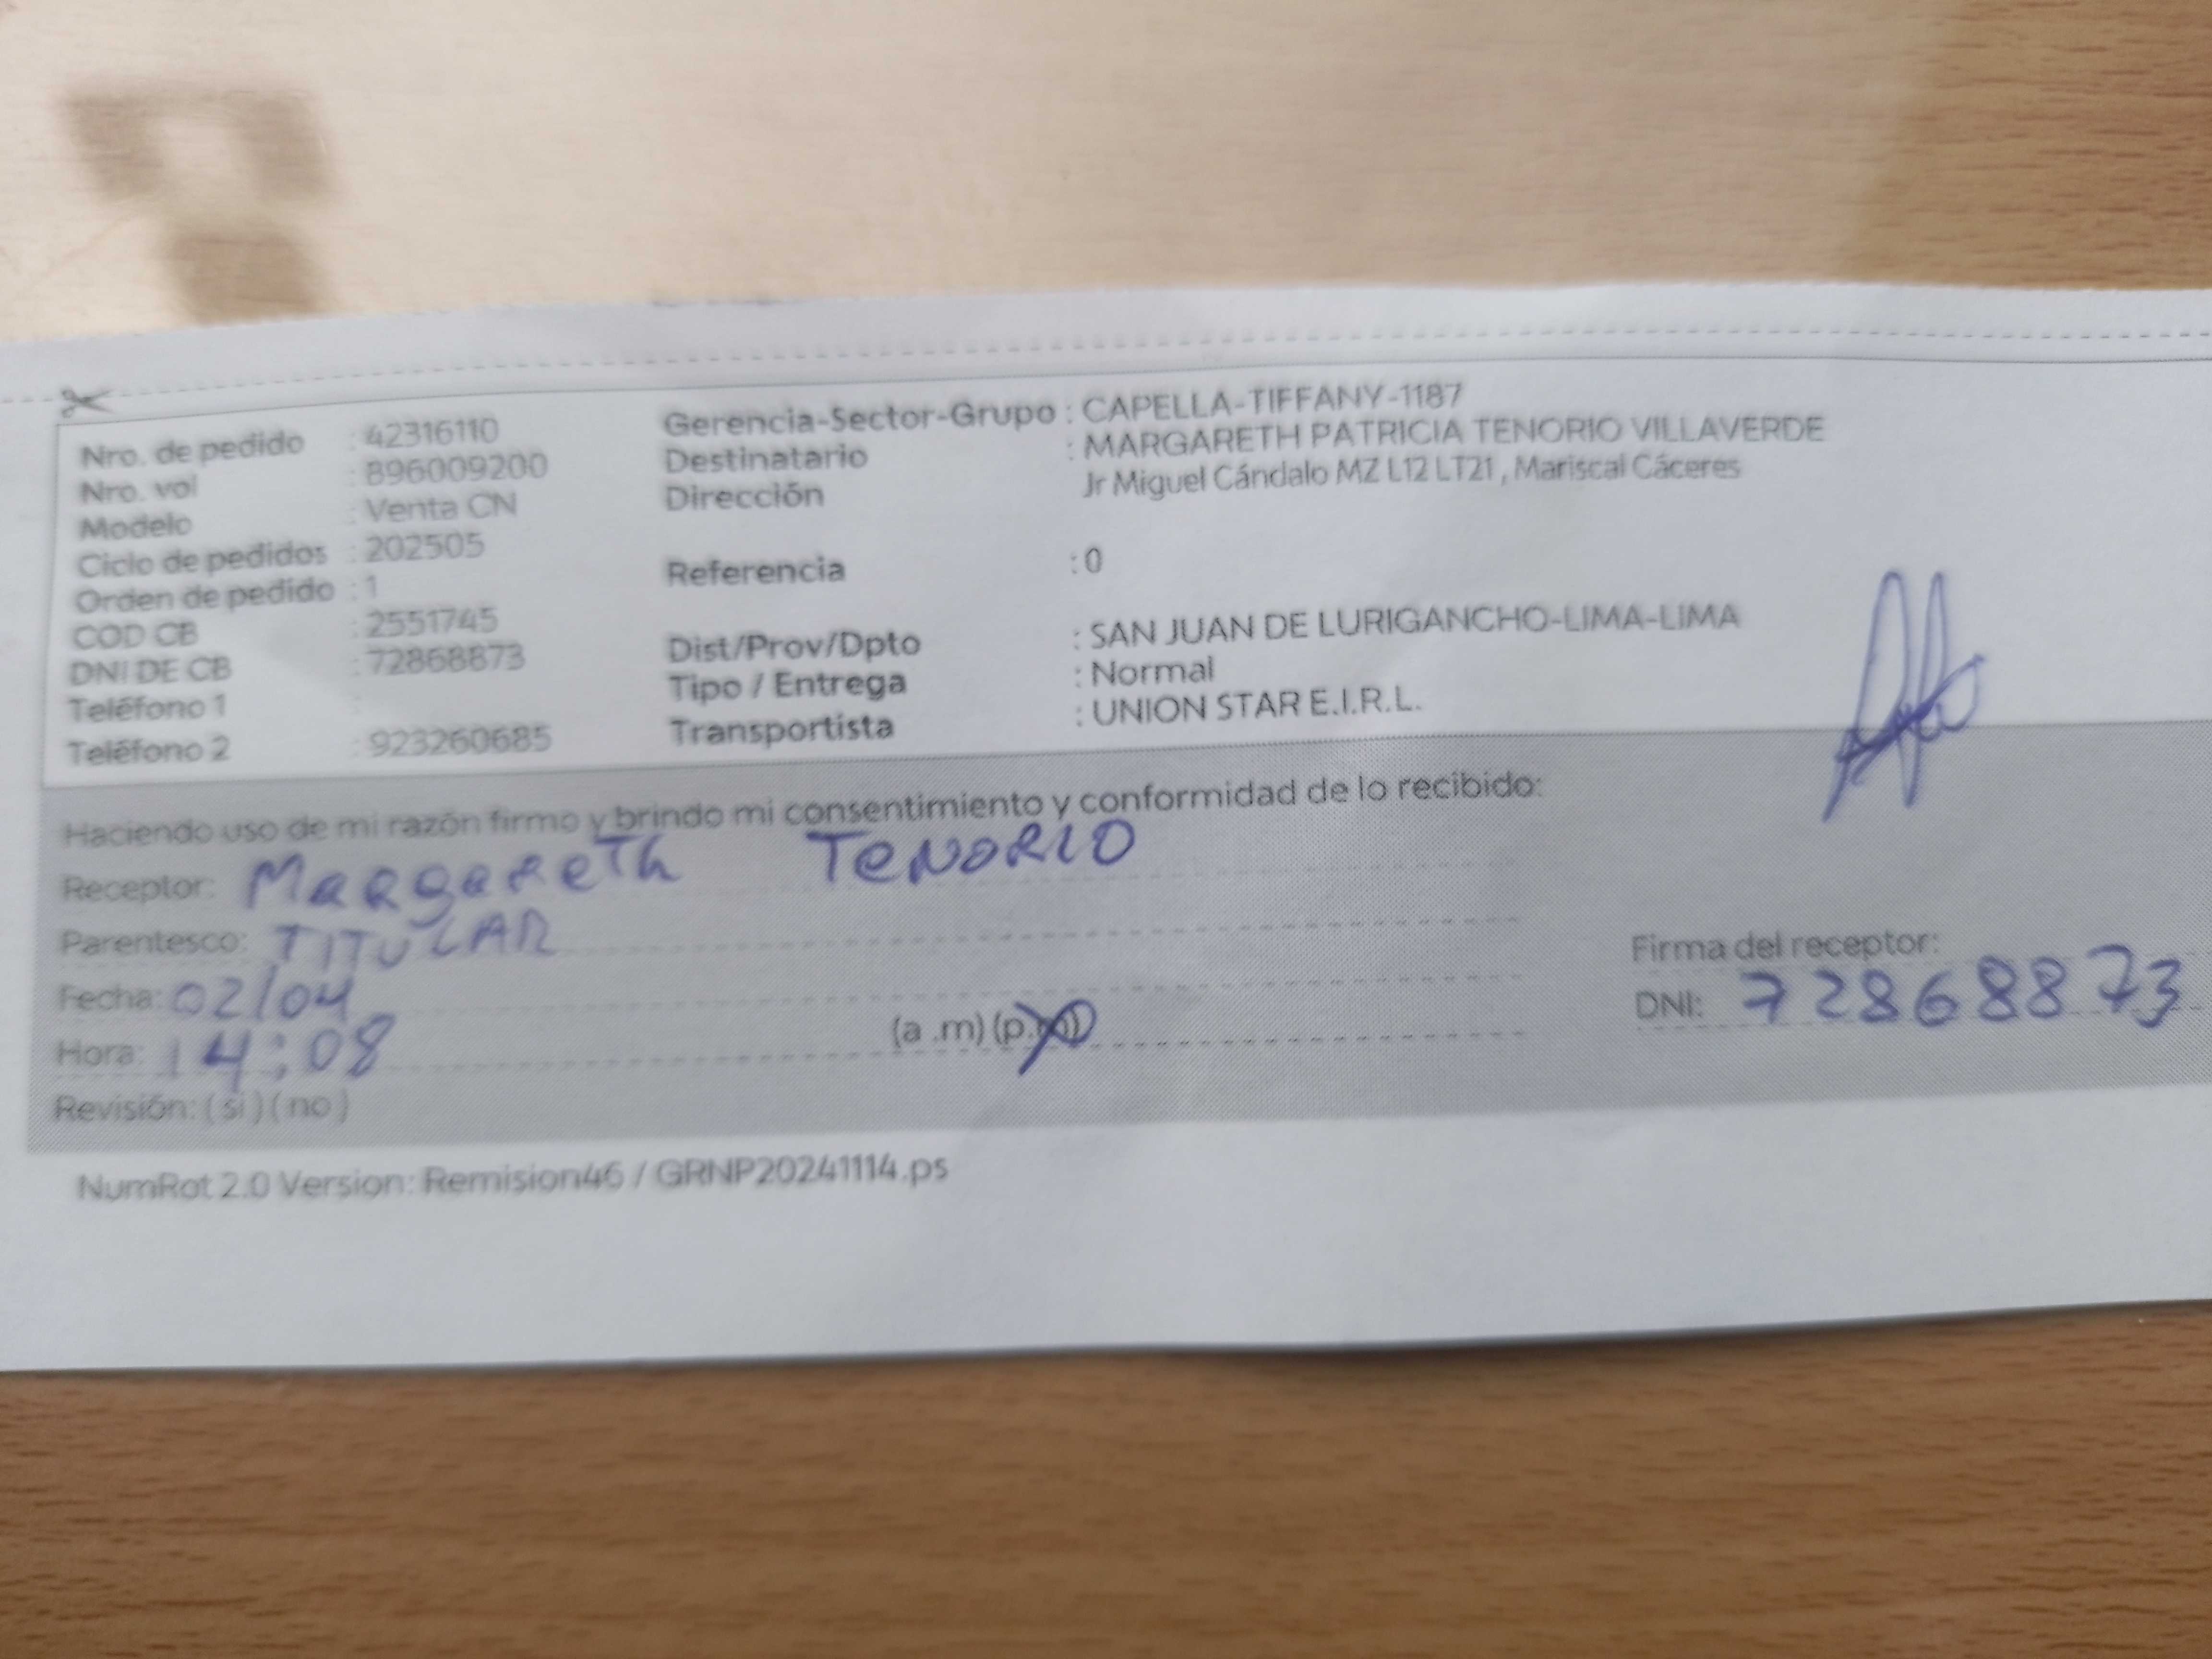 Nro. de pedido : 42316110
Nro. vol : 896009200
Modelo : Venta CN
Ciclo de pedidos : 202505
Orden de pedido : 1
COD CB : 2551745
DNI DE CB : 72868873
Teléfono 1 :
Teléfono 2 : 923260685
Gerencia-Sector-Grupo : CAPELLA-TIFFANY-1187
Destinatario : MARGARETH PATRICIA TENORIO VILLAVERDE
Dirección Jr Miguel Cándalo MZ L12 LT21 , Mariscal Cáceres
Referencia : 0
Dist/Prov/Dpto : SAN JUAN DE LURIGANCHO-LIMA-LIMA
Tipo / Entrega : Normal
Transportista : UNION STAR E.I.R.L.
Haciendo uso de mi razón firmo y brindo mi consentimiento y conformidad de lo recibido:
Receptor: Margareth Tenorio
Parentesco: TITULAR
Fecha: 02/04
Hora: 14:08 (a .m) (p.m)
Revisión: ( si ) ( no )
Firma del receptor:
DNI: 72868873
NumRot 2.0 Version: Remision46 / GRNP20241114.ps